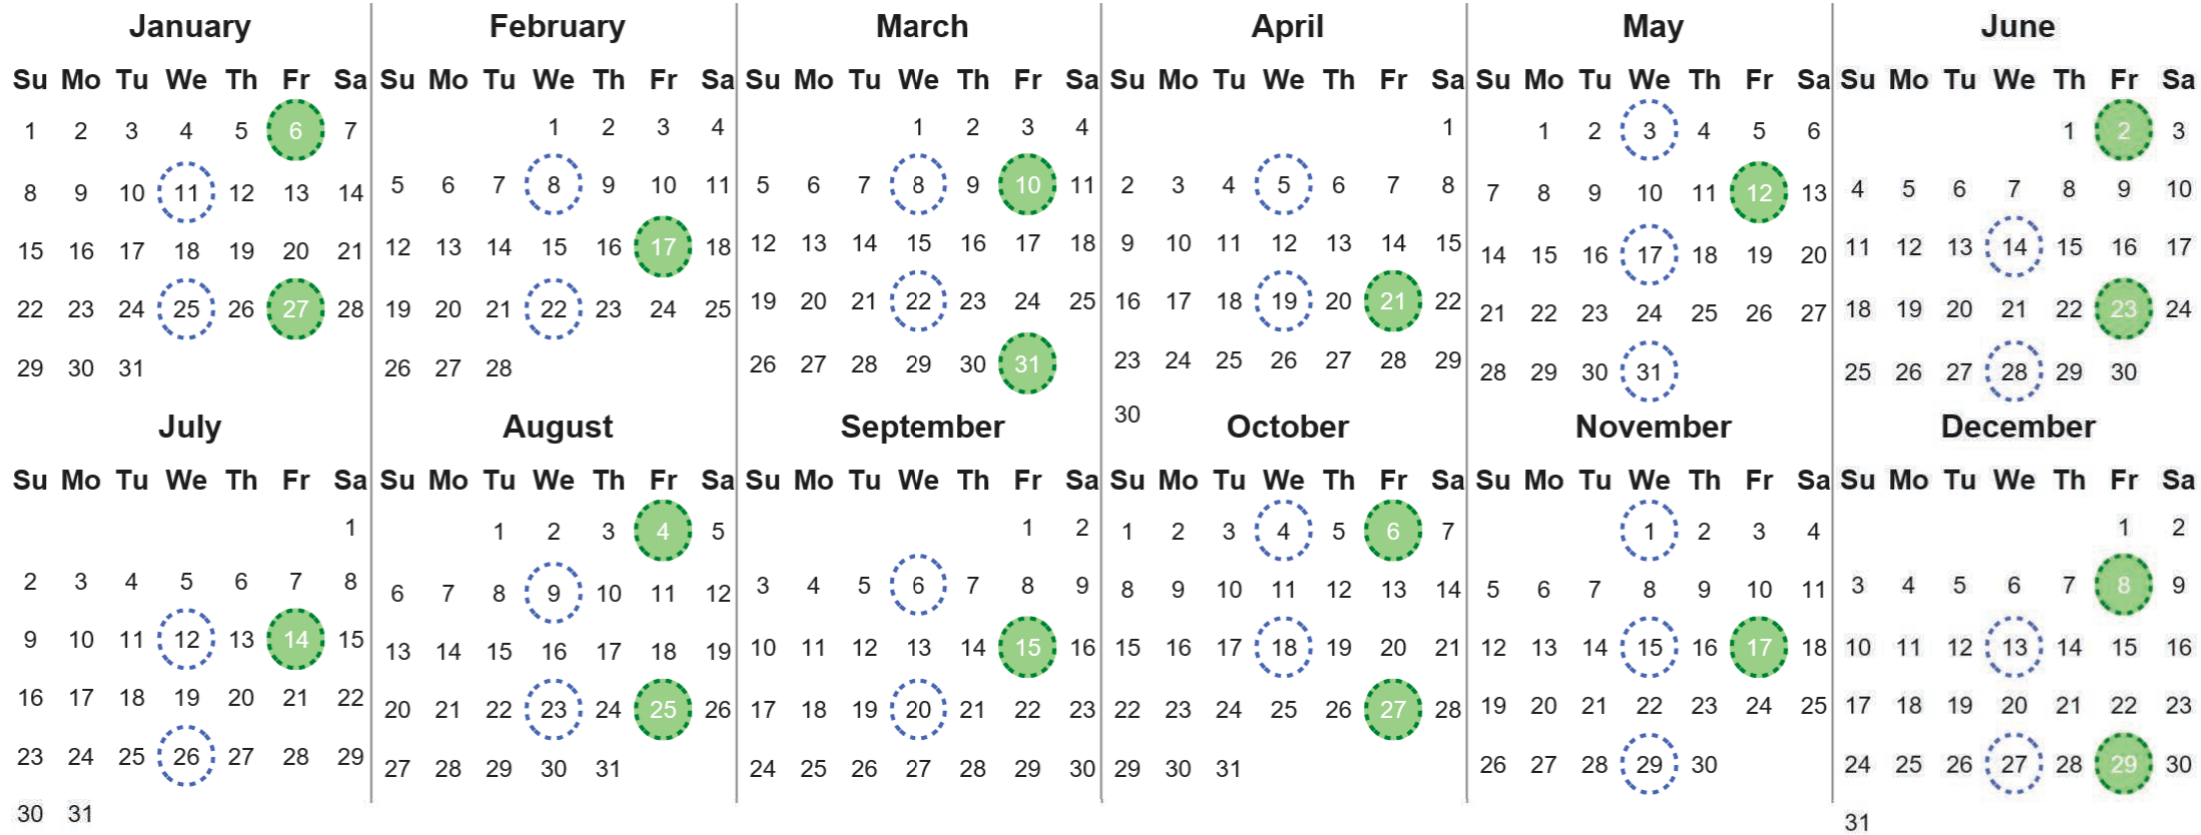 January
Su Mo Tu We Th Fr Sa
1 2 3 4 5 6 7
8 9 10 11 12 13 14
15 16 17 18 19 20 21
22 23 24 25 26 27 28
29 30 31
February
Su Mo Tu We Th Fr Sa
1 2 3 4
5 6 7 8 9 10 11
12 13 14 15 16 17 18
19 20 21 22 23 24 25
26 27 28
March
Su Mo Tu We Th Fr Sa
1 2 3 4
5 6 7 8 9 10 11
12 13 14 15 16 17 18
19 20 21 22 23 24 25
26 27 28 29 30 31
April
Su Mo Tu We Th Fr Sa
1
2 3 4 5 6 7 8
9 10 11 12 13 14 15
16 17 18 19 20 21 22
23 24 25 26 27 28 29
30
May
Su Mo Tu We Th Fr Sa
1 2 3 4 5 6
7 8 9 10 11 12 13
14 15 16 17 18 19 20
21 22 23 24 25 26 27
28 29 30 31
June
Su Mo Tu We Th Fr Sa
1 2 3
4 5 6 7 8 9 10
11 12 13 14 15 16 17
18 19 20 21 22 23 24
25 26 27 28 29 30
July
Su Mo Tu We Th Fr Sa
1
2 3 4 5 6 7 8
9 10 11 12 13 14 15
16 17 18 19 20 21 22
23 24 25 26 27 28 29
30 31
August
Su Mo Tu We Th Fr Sa
1 2 3 4 5
6 7 8 9 10 11 12
13 14 15 16 17 18 19
20 21 22 23 24 25 26
27 28 29 30 31
September
Su Mo Tu We Th Fr Sa
1 2
3 4 5 6 7 8 9
10 11 12 13 14 15 16
17 18 19 20 21 22 23
24 25 26 27 28 29 30
October
Su Mo Tu We Th Fr Sa
1 2 3 4 5 6 7
8 9 10 11 12 13 14
15 16 17 18 19 20 21
22 23 24 25 26 27 28
29 30 31
November
Su Mo Tu We Th Fr Sa
1 2 3 4
5 6 7 8 9 10 11
12 13 14 15 16 17 18
19 20 21 22 23 24 25
26 27 28 29 30
December
Su Mo Tu We Th Fr Sa
1 2
3 4 5 6 7 8 9
10 11 12 13 14 15 16
17 18 19 20 21 22 23
24 25 26 27 28 29 30
31